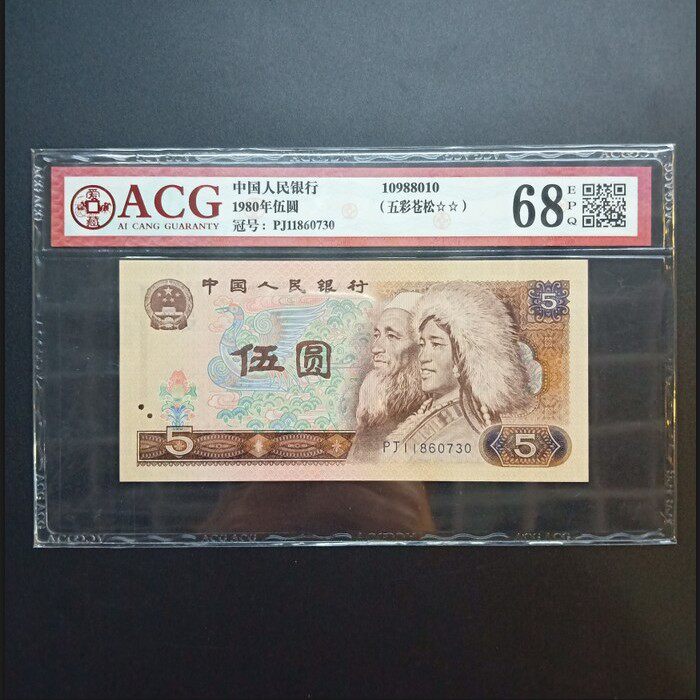 ACG
AI CANG GUARANTY
中国人民银行
1980年伍圆
冠号: PJ11860730
10988010
(五彩苍松☆☆)
68
EPQ
中国人民银行
5
伍圆
PJ11860730
5
5